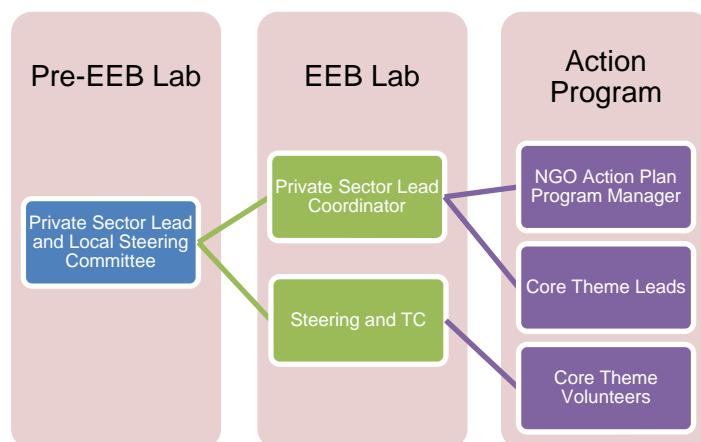 Pre-EEB Lab
Private Sector Lead
and Local Steering
Committee
EEB Lab
Private Sector Lead
Coordinator
Steering and TC
Action
Program
NGO Action Plan
Program Manager
Core Theme Leads
Core Theme
Volunteers